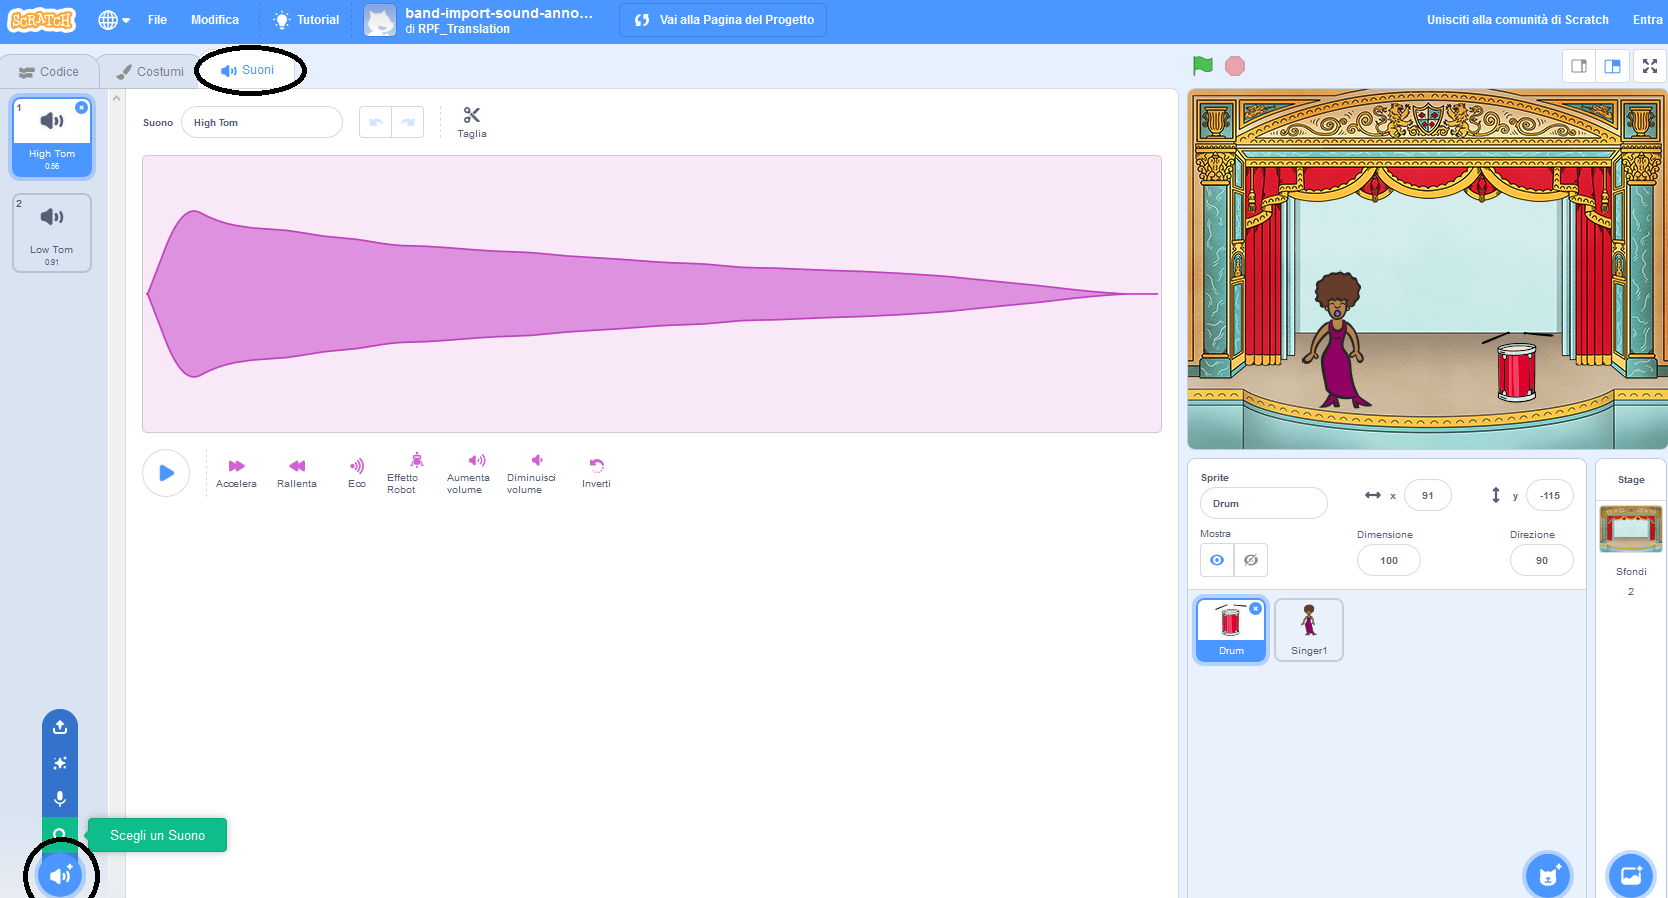 SCRATCH
File
Modifica
Tutorial
band-import-sound-anno...
di RPF_Translation
Vai alla Pagina del Progetto
Unisciti alla comunità di Scratch
Entra
Codice
Costumi
Suoni
1
High Tom
0.56
2
Low Tom
0.91
Suono
High Tom
Taglia
Accelera
Rallenta
Eco
Effetto
Robot
Aumenta
volume
Diminuisci
volume
Inverti
Scegli un Suono
Sprite
Drum
x
91
y
-115
Mostra
Dimensione
100
Direzione
90
Drum
Singer1
Stage
Sfondi
2